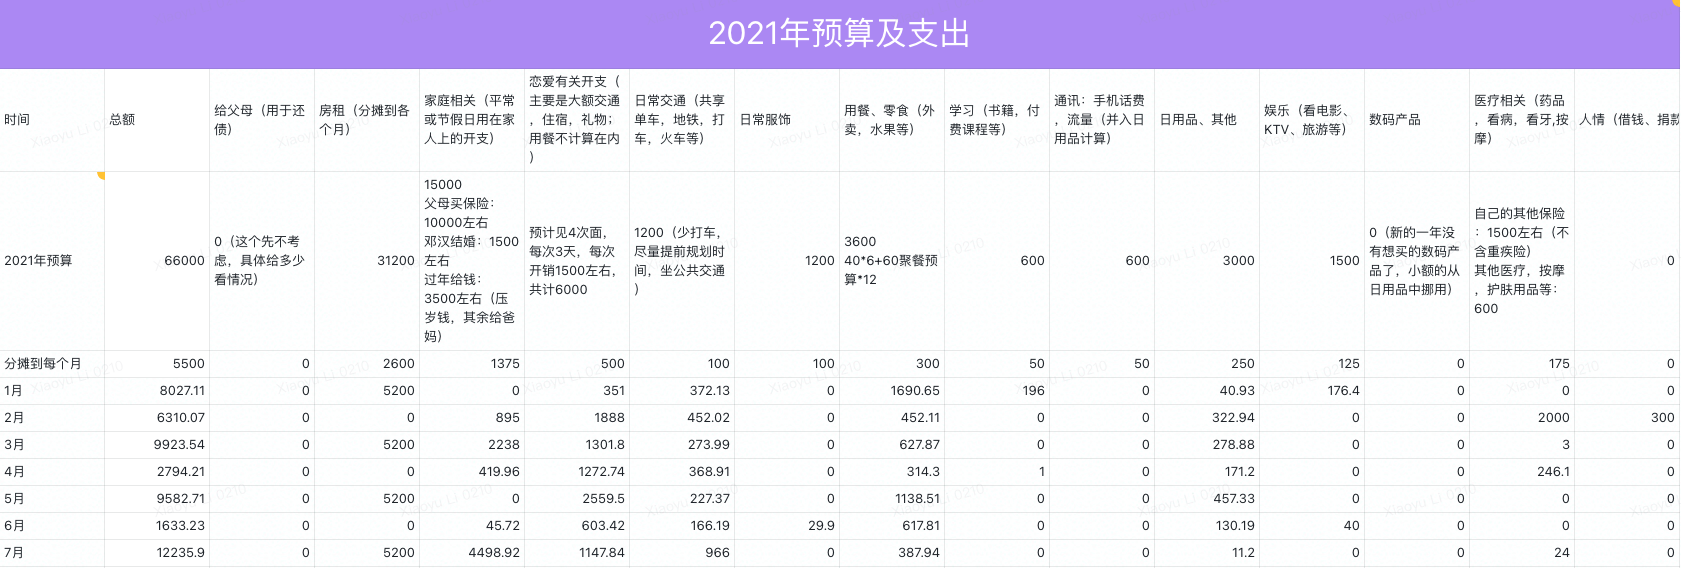 2021年预算及支出
时间
总额
给父母（用于还
债）
房租（分摊到各
个月）
家庭相关（平常
或节假日用在家
人上的开支）
恋爱有关开支（
主要是大额交通
，住宿，礼物；
用餐不计算在内
）
日常交通（共享
单车，地铁，打
车，火车等）
日常服饰
用餐、零食（外
卖，水果等）
学习（书籍，付
费课程等）
通讯：手机话费
，流量（并入日
用品计算）
日用品、其他
娱乐（看电影、
KTV、旅游等）
数码产品
医疗相关（药品
，看病，看牙,按
摩）
人情（借钱、捐款
2021年预算
66000
0（这个先不考
虑，具体给多少
看情况）
31200
15000
父母买保险：
10000左右
邓汉结婚：1500
左右
过年给钱：
3500左右（压
岁钱，其余给爸
妈）
预计见4次面，
每次3天，每次
开销1500左右，
共计6000
1200（少打车，
尽量提前规划时
间，坐公共交通
）
1200
3600
40*6+60聚餐预
算*12
600
600
3000
1500
0（新的一年没
有想买的数码产
品了，小额的从
日用品中挪用）
自己的其他保险
：1500左右（不
含重疾险）
其他医疗，按摩
，护肤用品等：
600
0
分摊到每个月 5500 0 2600 1375 500 100 100 300 50 50 250 125 0 175 0
1月 8027.11 0 5200 0 351 372.13 0 1690.65 196 0 40.93 176.4 0 0 0
2月 6310.07 0 0 895 1888 452.02 0 452.11 0 0 322.94 0 0 2000 300
3月 9923.54 0 5200 2238 1301.8 273.99 0 627.87 0 0 278.88 0 0 3 0
4月 2794.21 0 0 419.96 1272.74 368.91 0 314.3 1 0 171.2 0 0 246.1 0
5月 9582.71 0 5200 0 2559.5 227.37 0 1138.51 0 0 457.33 0 0 0 0
6月 1633.23 0 0 45.72 603.42 166.19 29.9 617.81 0 0 130.19 40 0 0 0
7月 12235.9 0 5200 4498.92 1147.84 966 0 387.94 0 0 11.2 0 0 24 0
Xiaoyu Li 0210